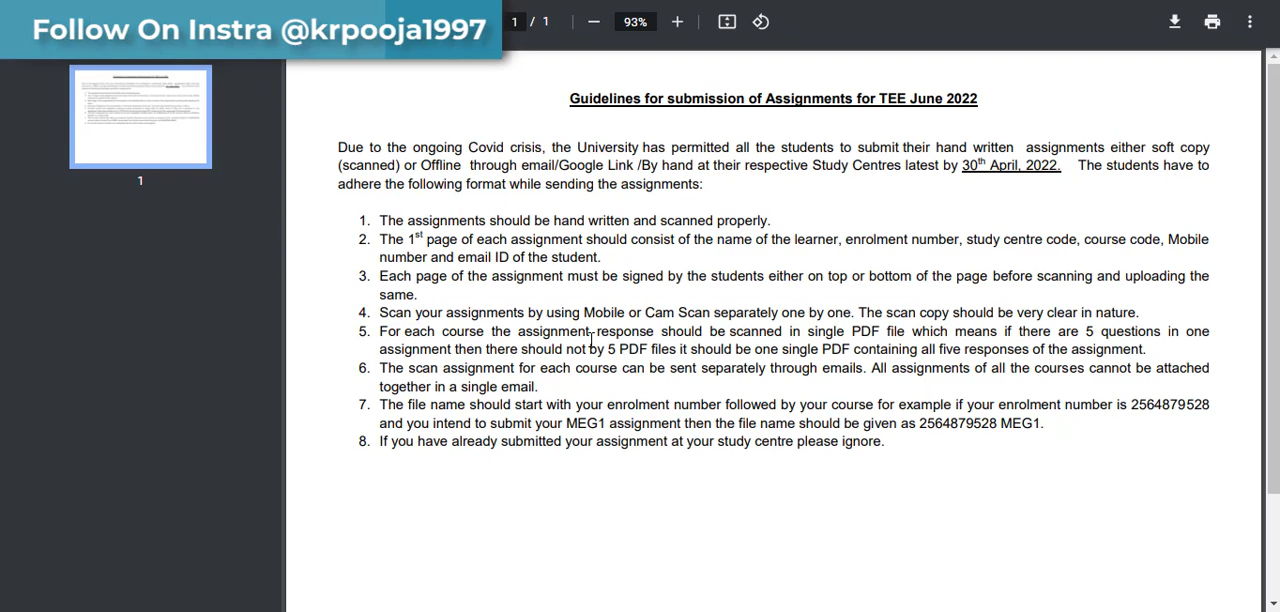 Follow On Instra @krpooja1997
1 / 1
93%
1
Guidelines for submission of Assignments for TEE June 2022
Due to the ongoing Covid crisis, the University has permitted all the students to submit their hand written assignments either soft copy
(scanned) or Offline through email/Google Link /By hand at their respective Study Centres latest by 30th April, 2022. The students have to
adhere the following format while sending the assignments:
1. The assignments should be hand written and scanned properly.
2. The 1st page of each assignment should consist of the name of the learner, enrolment number, study centre code, course code, Mobile
number and email ID of the student.
3. Each page of the assignment must be signed by the students either on top or bottom of the page before scanning and uploading the
same.
4. Scan your assignments by using Mobile or Cam Scan separately one by one. The scan copy should be very clear in nature.
5. For each course the assignment response should be scanned in single PDF file which means if there are 5 questions in one
assignment then there should not by 5 PDF files it should be one single PDF containing all five responses of the assignment.
6. The scan assignment for each course can be sent separately through emails. All assignments of all the courses cannot be attached
together in a single email.
7. The file name should start with your enrolment number followed by your course for example if your enrolment number is 2564879528
and you intend to submit your MEG1 assignment then the file name should be given as 2564879528 MEG1.
8. If you have already submitted your assignment at your study centre please ignore.